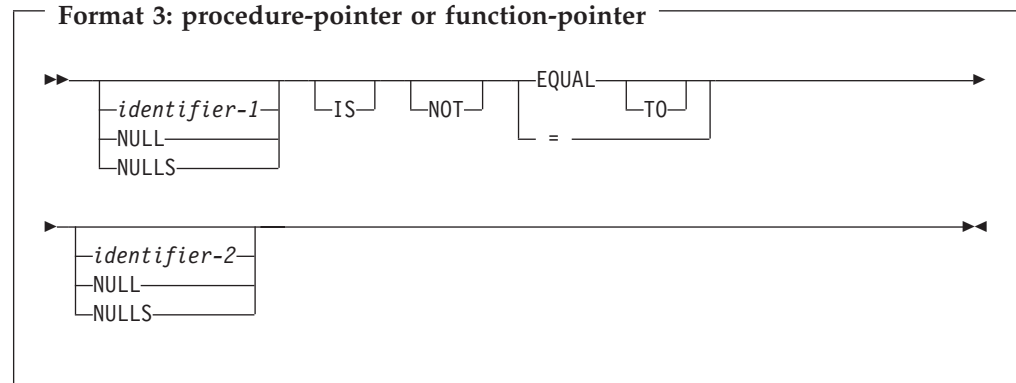 Format 3: procedure-pointer or function-pointer
EQUAL
identifier-1 IS NOT TO
NULL =
NULLS
identifier-2
NULL
NULLS